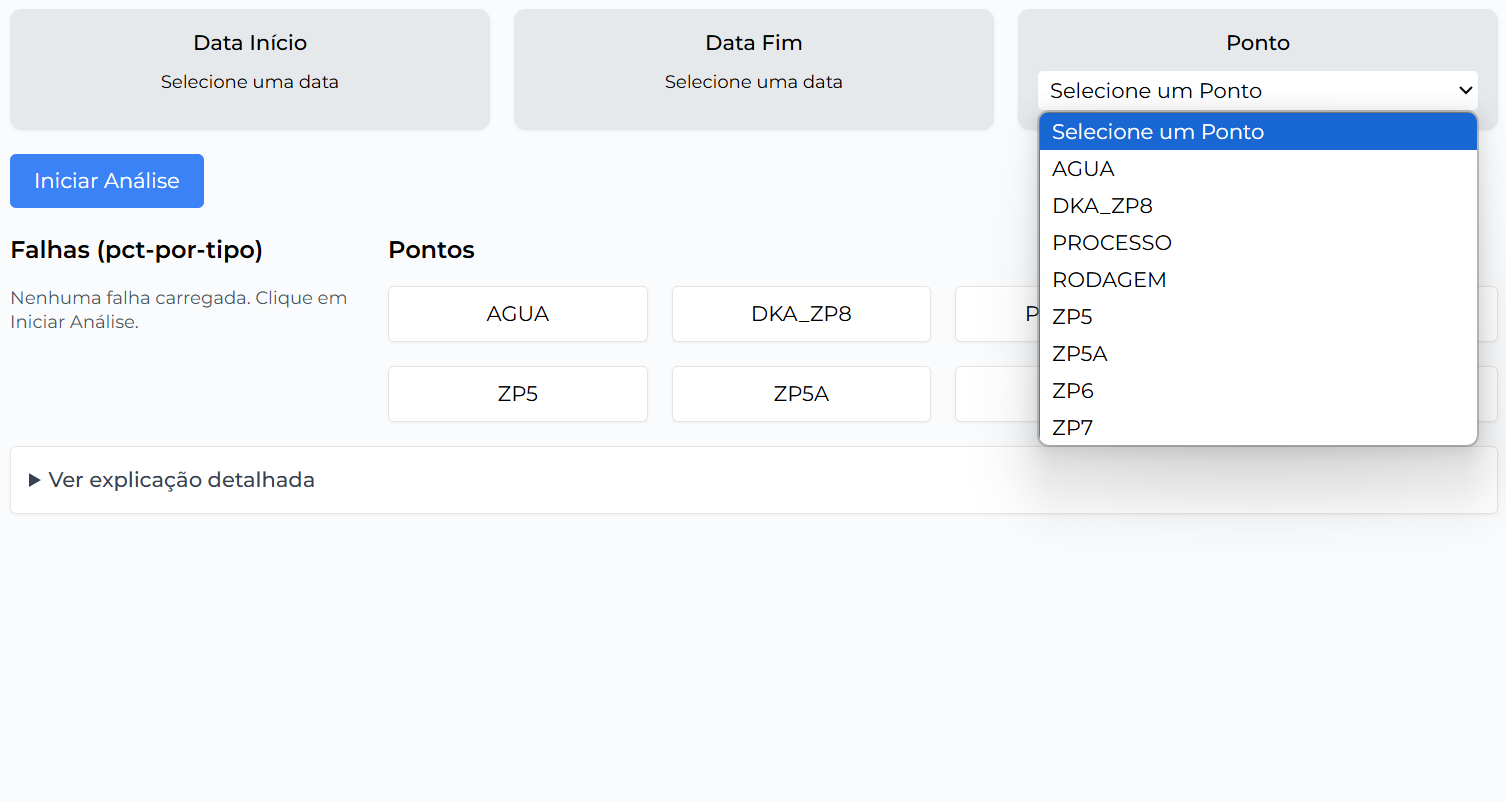 Data Início
Selecione uma data
Data Fim
Selecione uma data
Ponto
Selecione um Ponto
Selecione um Ponto
AGUA
DKA_ZP8
PROCESSO
RODAGEM
ZP5
ZP5A
ZP6
ZP7
Iniciar Análise
Falhas (pct-por-tipo)
Nenhuma falha carregada. Clique em
Iniciar Análise.
Pontos
AGUA
DKA_ZP8
P
ZP5
ZP5A
Ver explicação detalhada